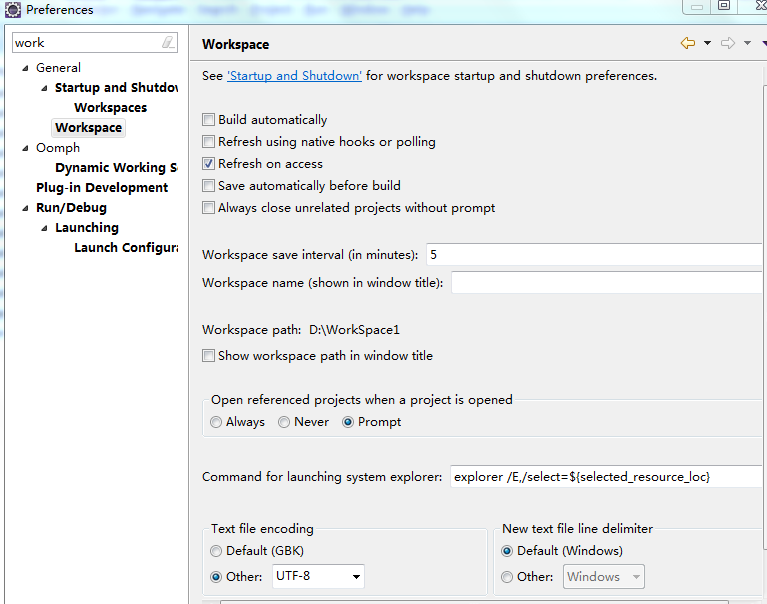 Preferences
work
General
Startup and Shutdov
Workspaces
Workspace
Oomph
Dynamic Working S
Plug-in Development
Run/Debug
Launching
Launch Configura
Workspace
See 'Startup and Shutdown' for workspace startup and shutdown preferences.
Build automatically
Refresh using native hooks or polling
Refresh on access
Save automatically before build
Always close unrelated projects without prompt
Workspace save interval (in minutes): 5
Workspace name (shown in window title):
Workspace path: D:\WorkSpace1
Show workspace path in window title
Open referenced projects when a project is opened
Always Never Prompt
Command for launching system explorer: explorer /E,/select=${selected_resource_loc}
Text file encoding
Default (GBK)
Other: UTF-8
New text file line delimiter
Default (Windows)
Other: Windows